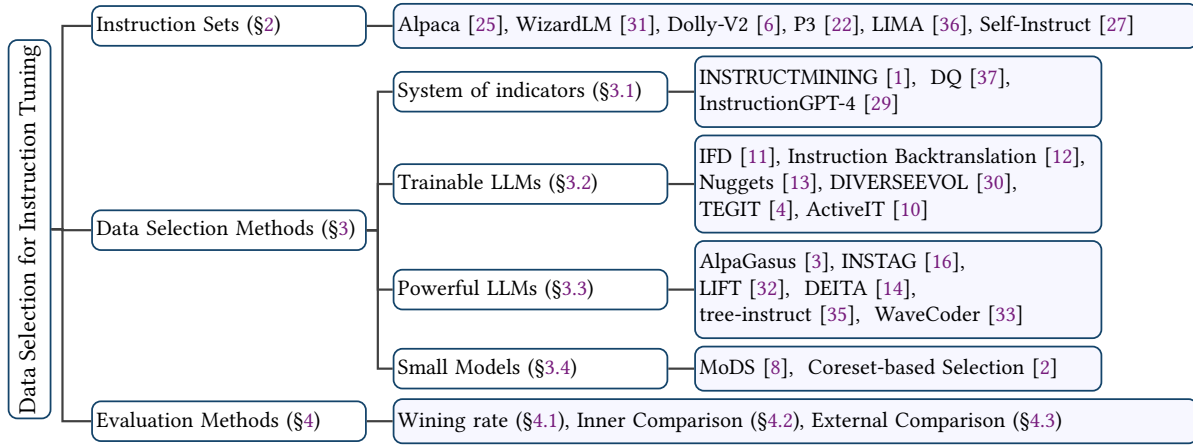 Data Selection for Instruction Tuning
Instruction Sets (§2)
Alpaca [25], WizardLM [31], Dolly-V2 [6], P3 [22], LIMA [36], Self-Instruct [27]
Data Selection Methods (§3)
System of indicators (§3.1)
INSTRUCTMINING [1], DQ [37],
InstructionGPT-4 [29]
Trainable LLMs (§3.2)
IFD [11], Instruction Backtranslation [12],
Nuggets [13], DIVERSEEVOL [30],
TEGIT [4], ActiveIT [10]
Powerful LLMs (§3.3)
AlpaGasus [3], INSTAG [16],
LIFT [32], DEITA [14],
tree-instruct [35], WaveCoder [33]
Small Models (§3.4)
MoDS [8], Coreset-based Selection [2]
Evaluation Methods (§4)
Wining rate (§4.1), Inner Comparison (§4.2), External Comparison (§4.3)